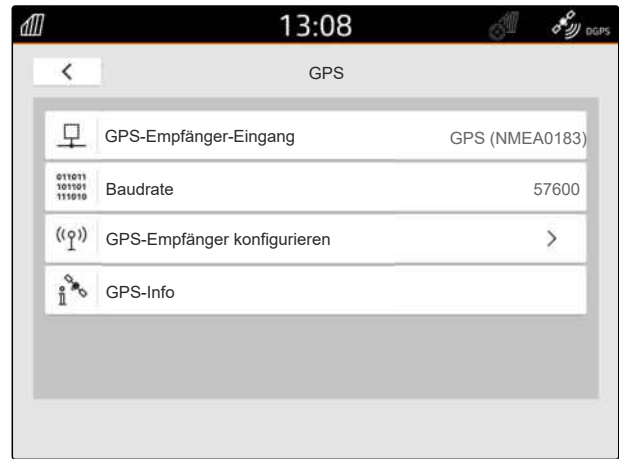 13:08
DGPS
GPS
GPS-Empfänger-Eingang GPS (NMEA0183)
011011
101101
111010
Baudrate 57600
GPS-Empfänger konfigurieren
GPS-Info